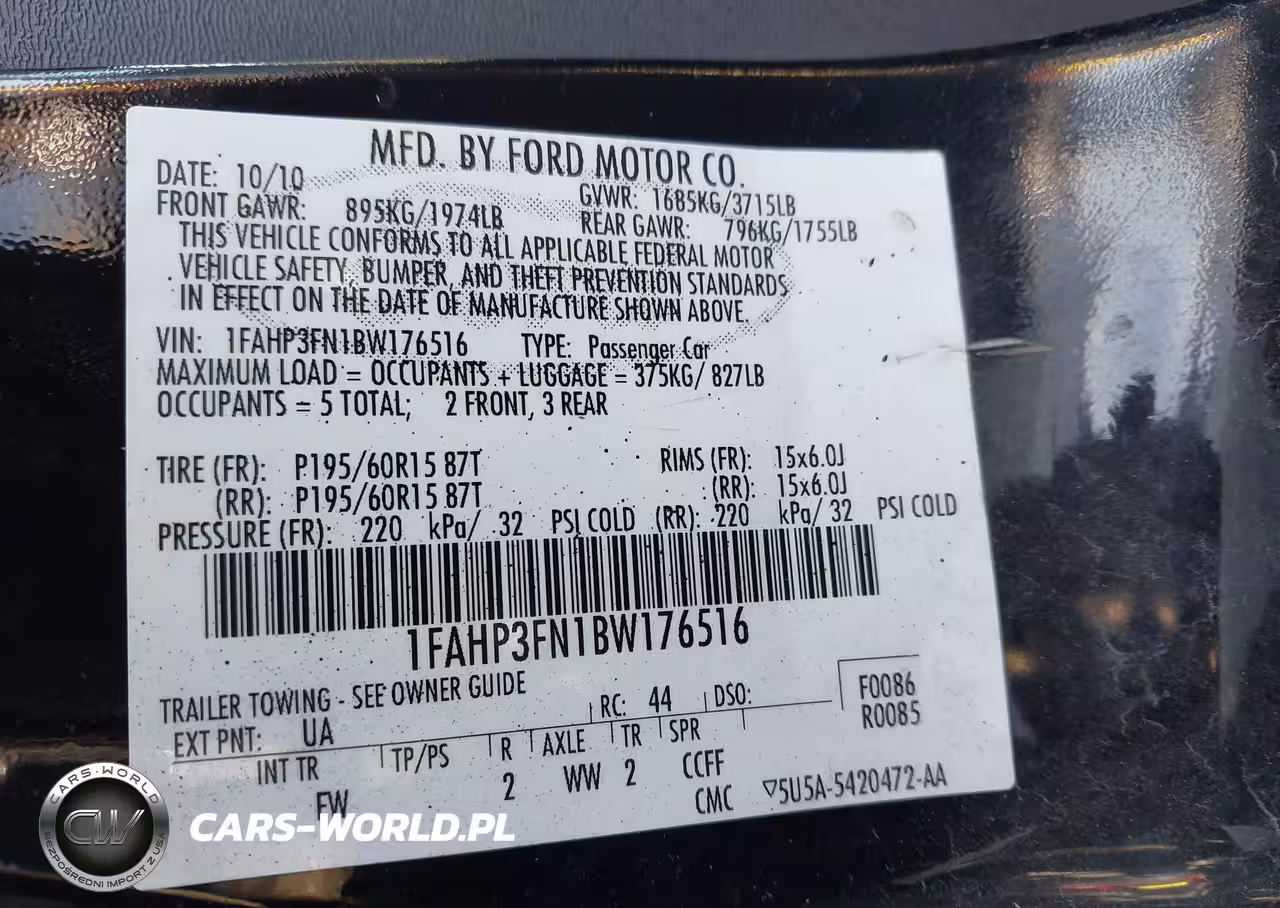 MFD. BY FORD MOTOR CO.
DATE: 10/10 GVWR: 1685KG/3715LB
FRONT GAWR: 895KG/1974LB REAR GAWR: 796KG/1755LB
THIS VEHICLE CONFORMS TO ALL APPLICABLE FEDERAL MOTOR
VEHICLE SAFETY, BUMPER, AND THEFT PREVENTION STANDARDS
IN EFFECT ON THE DATE OF MANUFACTURE SHOWN ABOVE.
VIN: 1FAHP3FN1BW176516 TYPE: Passenger Car
MAXIMUM LOAD = OCCUPANTS + LUGGAGE = 375KG/ 827LB
OCCUPANTS = 5 TOTAL; 2 FRONT, 3 REAR
TIRE (FR): P195/60R15 87T RIMS (FR): 15x6.0J
(RR): P195/60R15 87T (RR): 15x6.0J
PRESSURE (FR): 220 kPa/ 32 PSI COLD (RR): 220 kPa/ 32 PSI COLD
1FAHP3FN1BW176516
TRAILER TOWING - SEE OWNER GUIDE
F0086
EXT PNT: UA RC: 44 DSO:
R0085
INT TR TP/PS R AXLE TR SPR
FW 2 WW 2 CCFF
CMC ▽5U5A-5420472-AA
CARS-WORLD
CW
BEZPOŚREDNI IMPORT Z USA
CARS-WORLD.PL